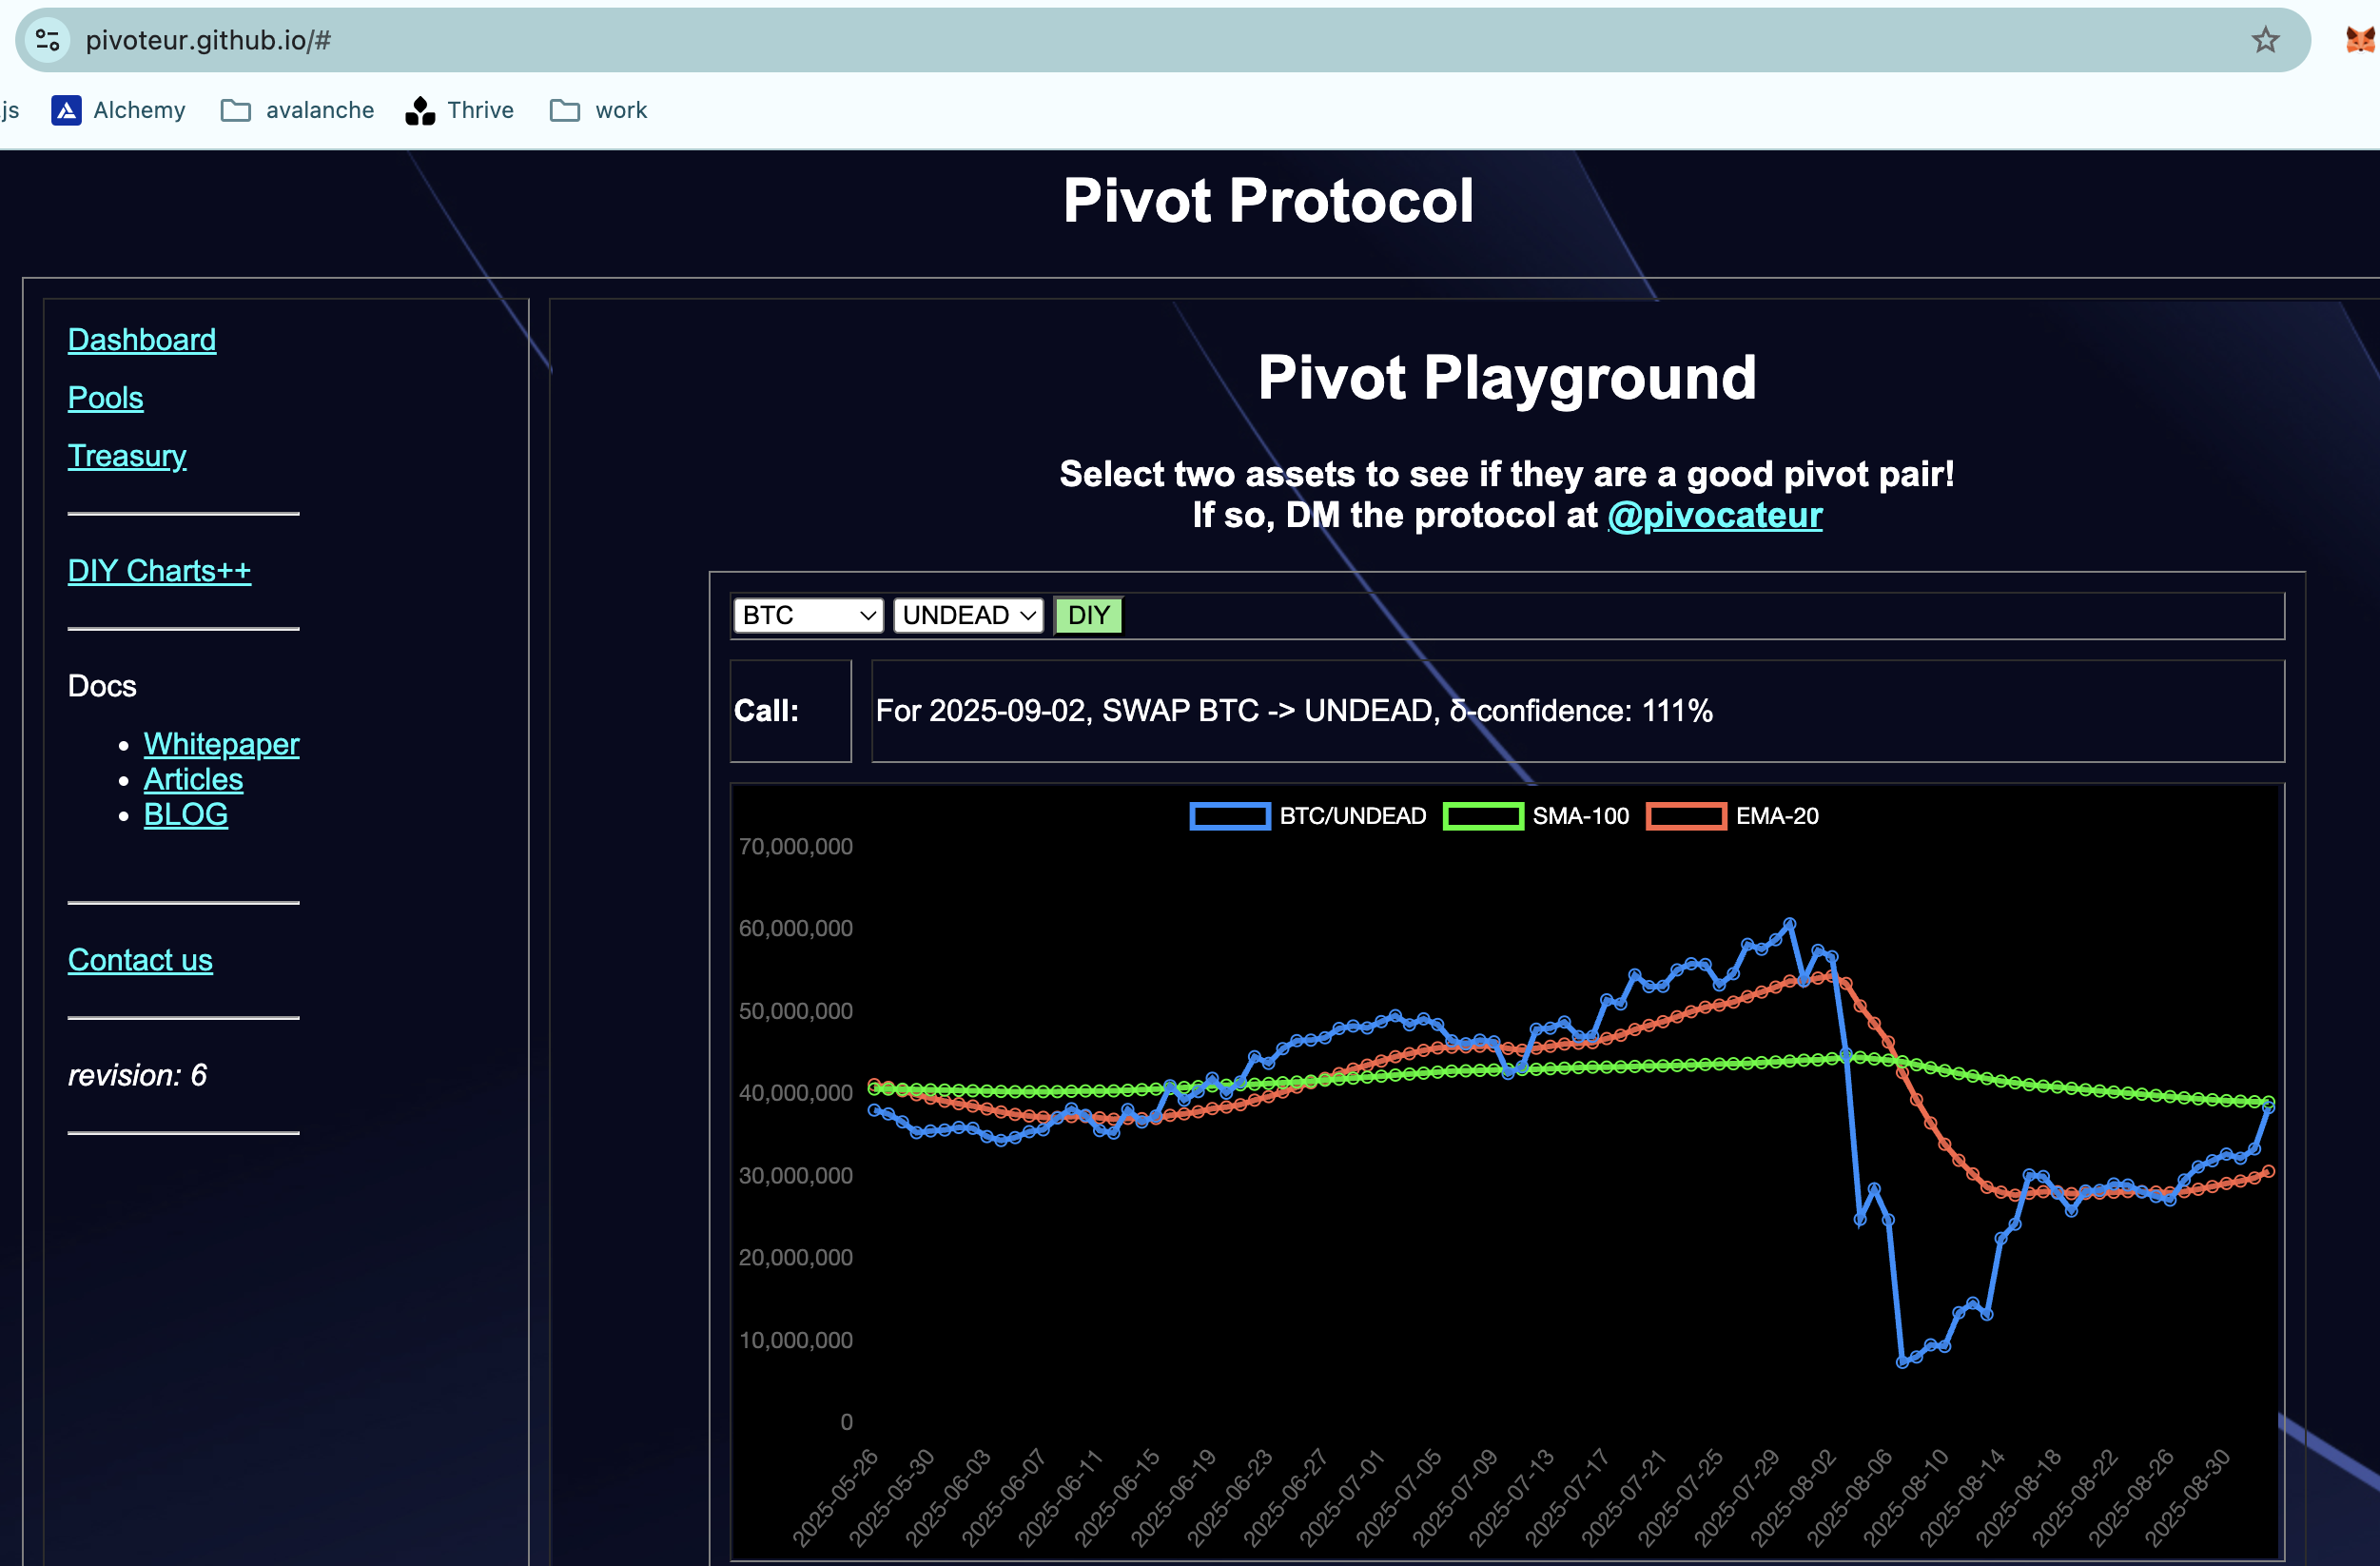 pivoteur.github.io/#
js Alchemy avalanche Thrive work
Pivot Protocol
Dashboard
Pools
Treasury
DIY Charts++
Docs
Whitepaper
Articles
BLOG
Contact us
revision: 6
Pivot Playground
Select two assets to see if they are a good pivot pair!
If so, DM the protocol at @pivocateur
BTC UNDEAD DIY
Call: For 2025-09-02, SWAP BTC -> UNDEAD, δ-confidence: 111%
BTC/UNDEAD SMA-100 EMA-20
70,000,000
60,000,000
50,000,000
40,000,000
30,000,000
20,000,000
10,000,000
0
2025-05-26 2025-05-30 2025-06-03 2025-06-07 2025-06-11 2025-06-15 2025-06-19 2025-06-23 2025-06-27 2025-07-01 2025-07-05 2025-07-09 2025-07-13 2025-07-17 2025-07-21 2025-07-25 2025-07-29 2025-08-02 2025-08-06 2025-08-10 2025-08-14 2025-08-18 2025-08-22 2025-08-26 2025-08-30